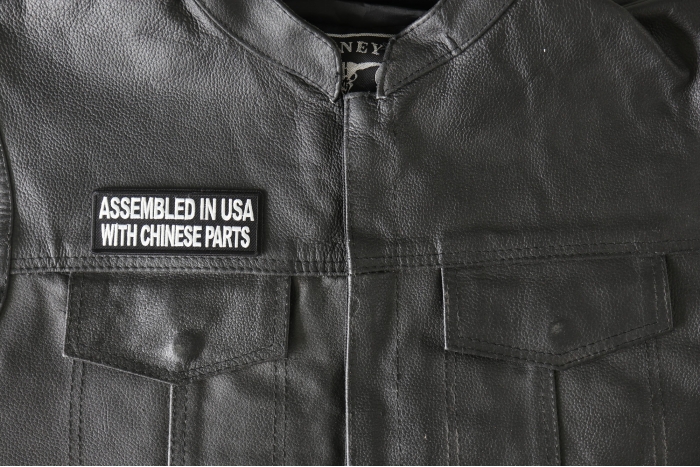 ASSEMBLED IN USA
WITH CHINESE PARTS